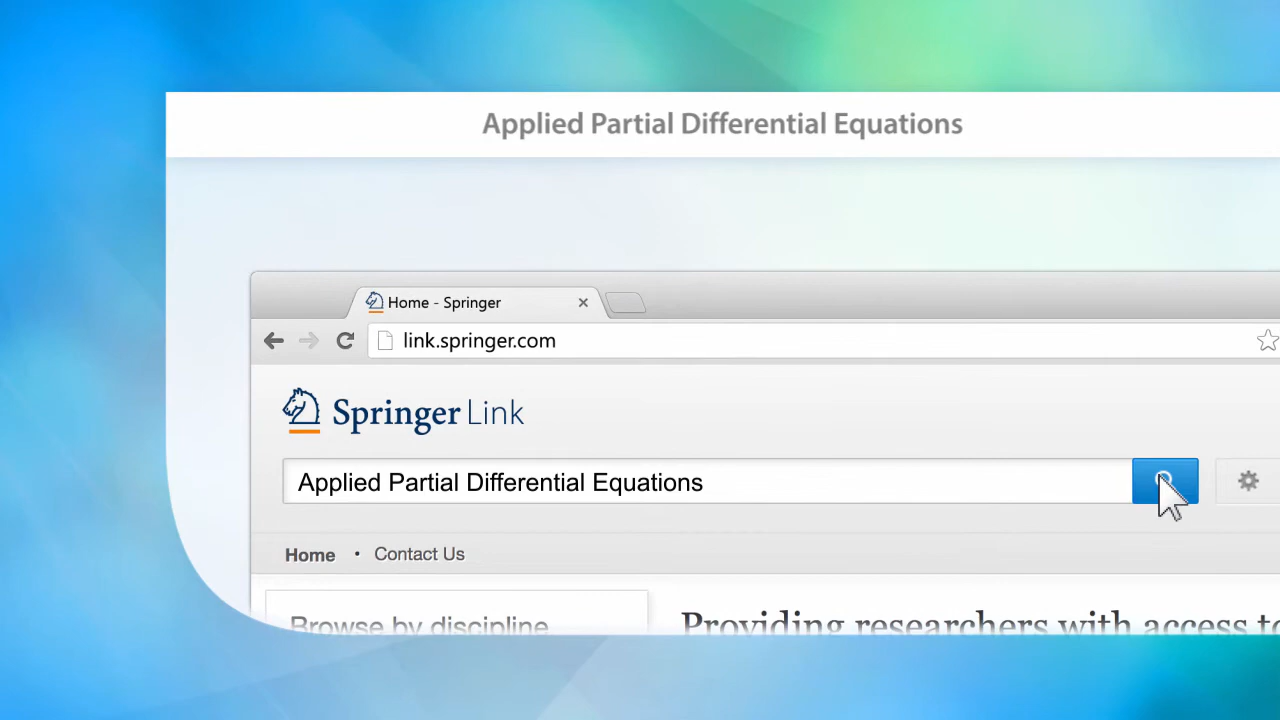 Applied Partial Differential Equations
Home - Springer
link.springer.com
Springer Link
Applied Partial Differential Equations
Home • Contact Us
Browse by discipline
Providing researchers with access to